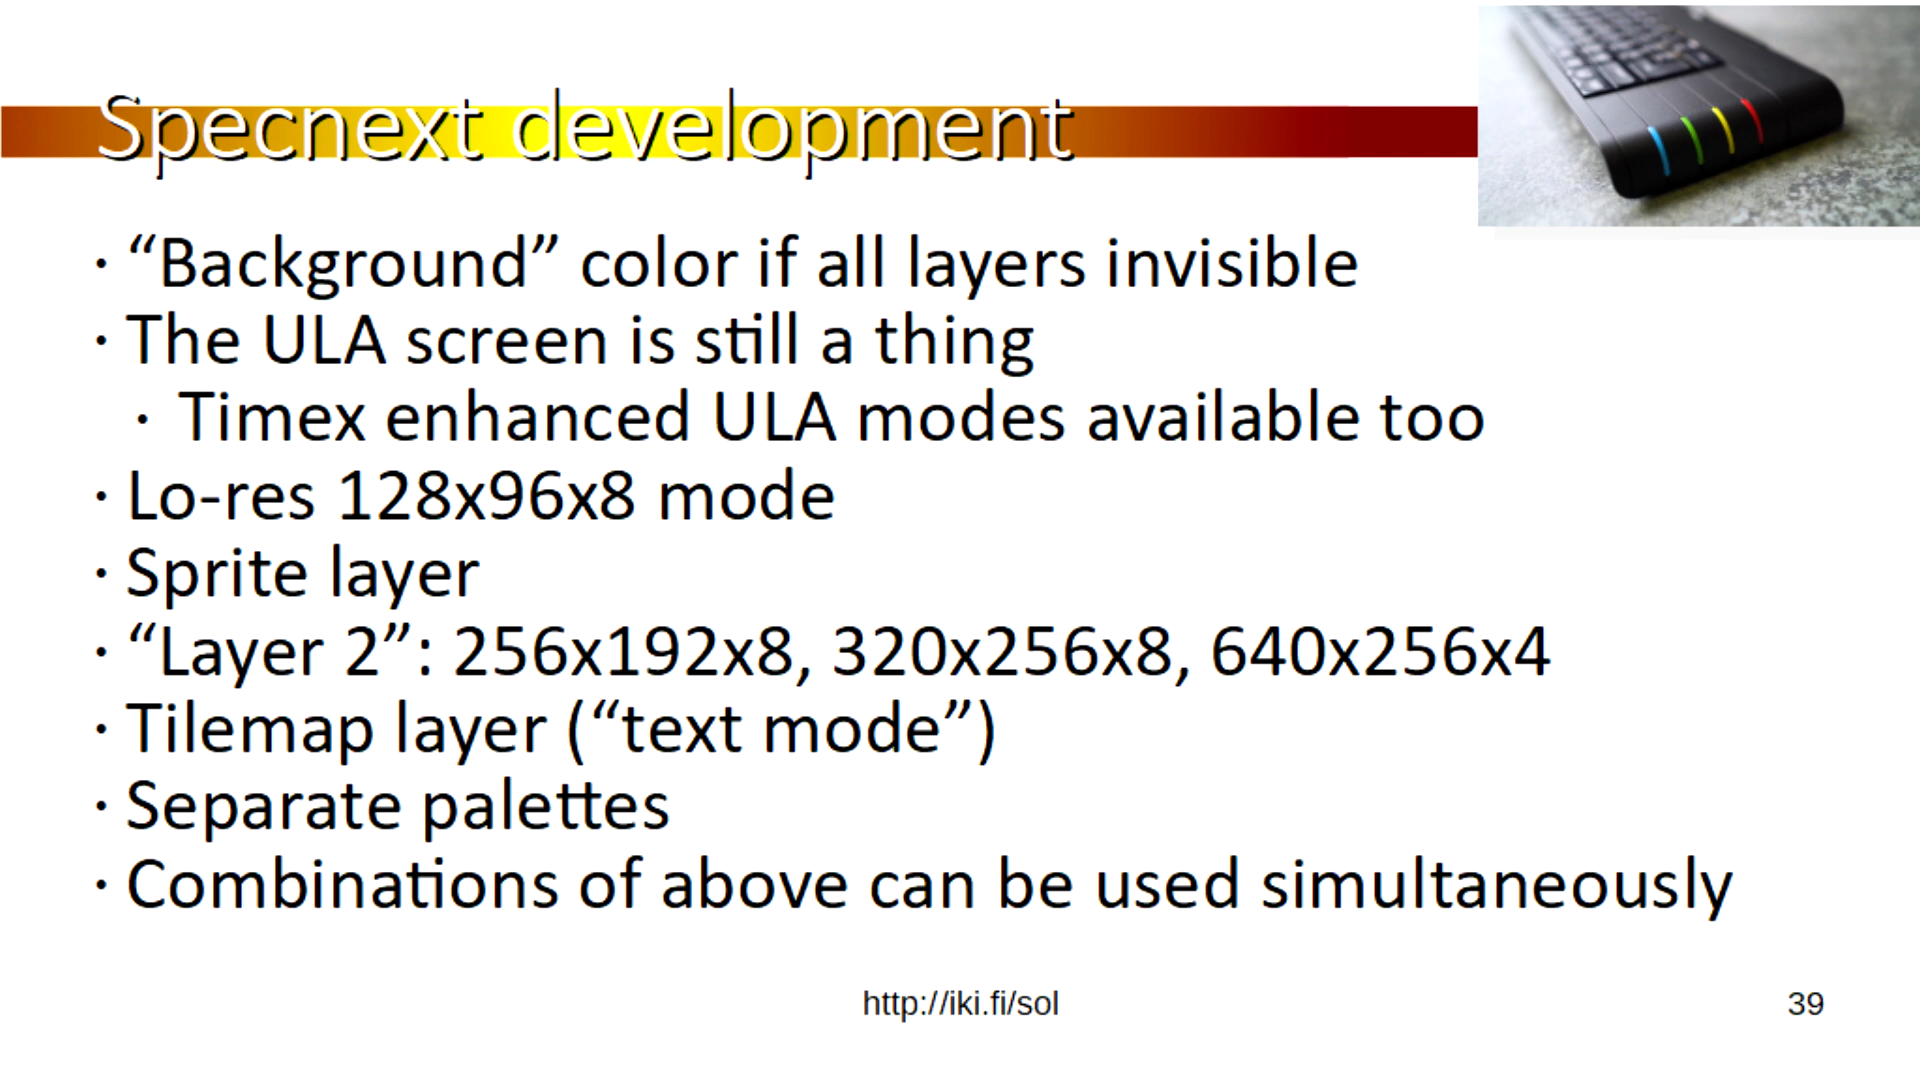 Specnext development
· “Background” color if all layers invisible
· The ULA screen is still a thing
· Timex enhanced ULA modes available too
· Lo-res 128x96x8 mode
· Sprite layer
· “Layer 2”: 256x192x8, 320x256x8, 640x256x4
· Tilemap layer (“text mode”)
· Separate palettes
· Combinations of above can be used simultaneously
http://iki.fi/sol
39